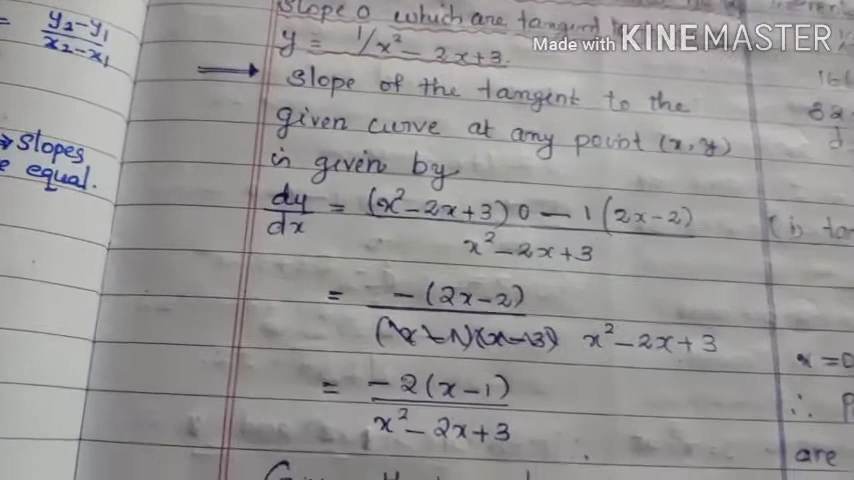 = y2-y1
x2-x1
→ slopes
equal.
Slope 0 which are tangent
y = 1/x² - 2x+3.
Made with KINEMASTER
→ slope of the tangent to the
given curve at any point (x, y)
is given by
dy/dx = (x²-2x+3) 0 - 1 (2x-2)
x²-2x+3
= -(2x-2)
x²-2x+3
= -2(x-1)
x²-2x+3
x=0
∴
are